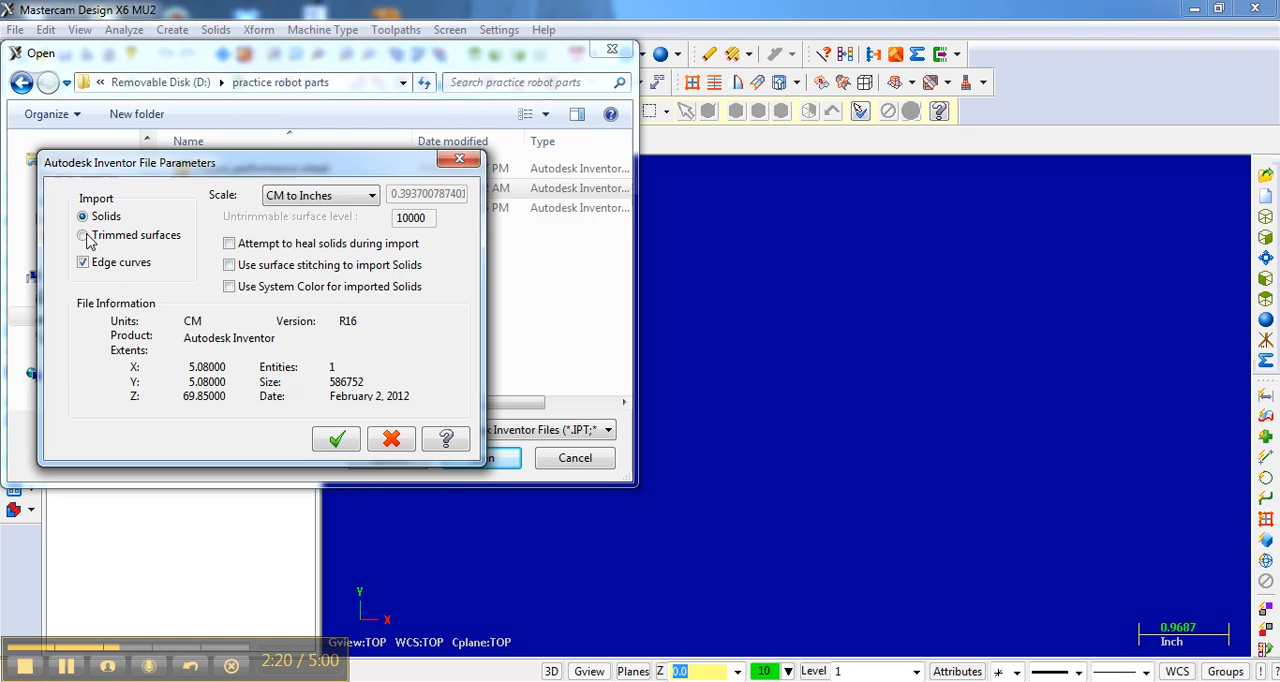 Mastercam Design X6 MU2
File Edit View Analyze Create Solids Xform Machine Type Toolpaths Screen Settings Help
Open
« Removable Disk (D:) practice robot parts
Search practice robot parts
Organize New folder
Name Date modified Type
PM Autodesk Inventor...
AM Autodesk Inventor...
PM Autodesk Inventor...
Autodesk Inventor File Parameters
Import
Solids
Trimmed surfaces
Edge curves
Scale: CM to Inches 0.393700787401
Untrimmable surface level : 10000
Attempt to heal solids during import
Use surface stitching to import Solids
Use System Color for imported Solids
File Information
Units: CM Version: R16
Product: Autodesk Inventor
Extents:
X: 5.08000 Entities: 1
Y: 5.08000 Size: 586752
Z: 69.85000 Date: February 2, 2012
Inventor Files (*.IPT;*
Cancel
Y
X
Gview:TOP WCS:TOP Cplane:TOP
0.9687
Inch
2:20 / 5:00
3D Gview Planes Z 0.0 10 Level 1 Attributes WCS Groups ! ?